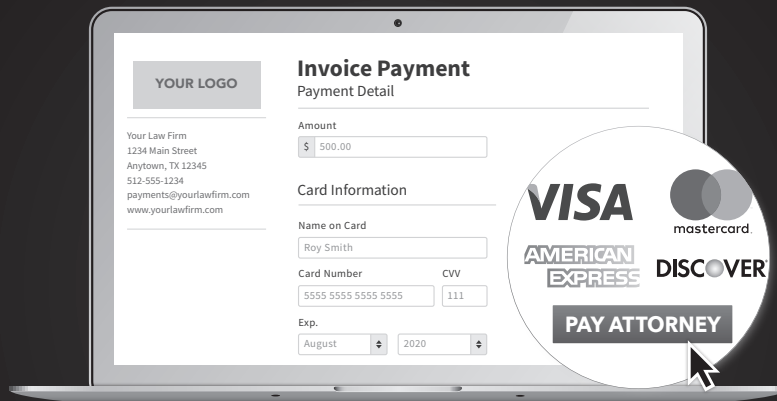 YOUR LOGO
Your Law Firm
1234 Main Street
Anytown, TX 12345
512-555-1234
payments@yourlawfirm.com
www.yourlawfirm.com
Invoice Payment
Payment Detail
Amount
$ 500.00
Card Information
Name on Card
Roy Smith
Card Number CVV
5555 5555 5555 5555 111
Exp.
August 2020
VISA
mastercard.
AMERICAN
EXPRESS
DISCOVER
PAY ATTORNEY